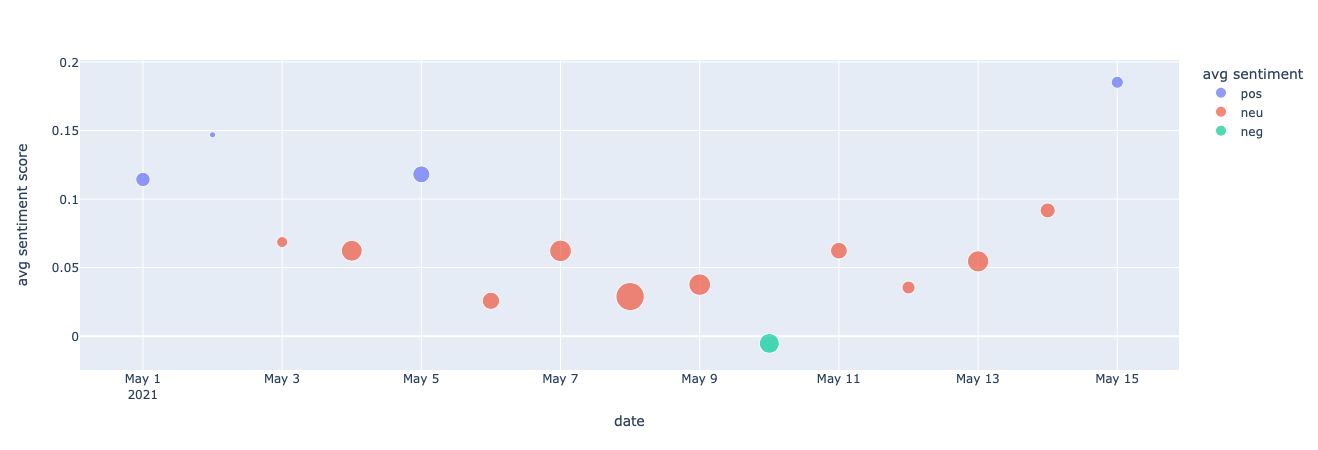 avg sentiment score
0.2
0.15
0.1
0.05
0
May 1
2021
May 3
May 5
May 7
May 9
May 11
May 13
May 15
date
avg sentiment
pos
neu
neg